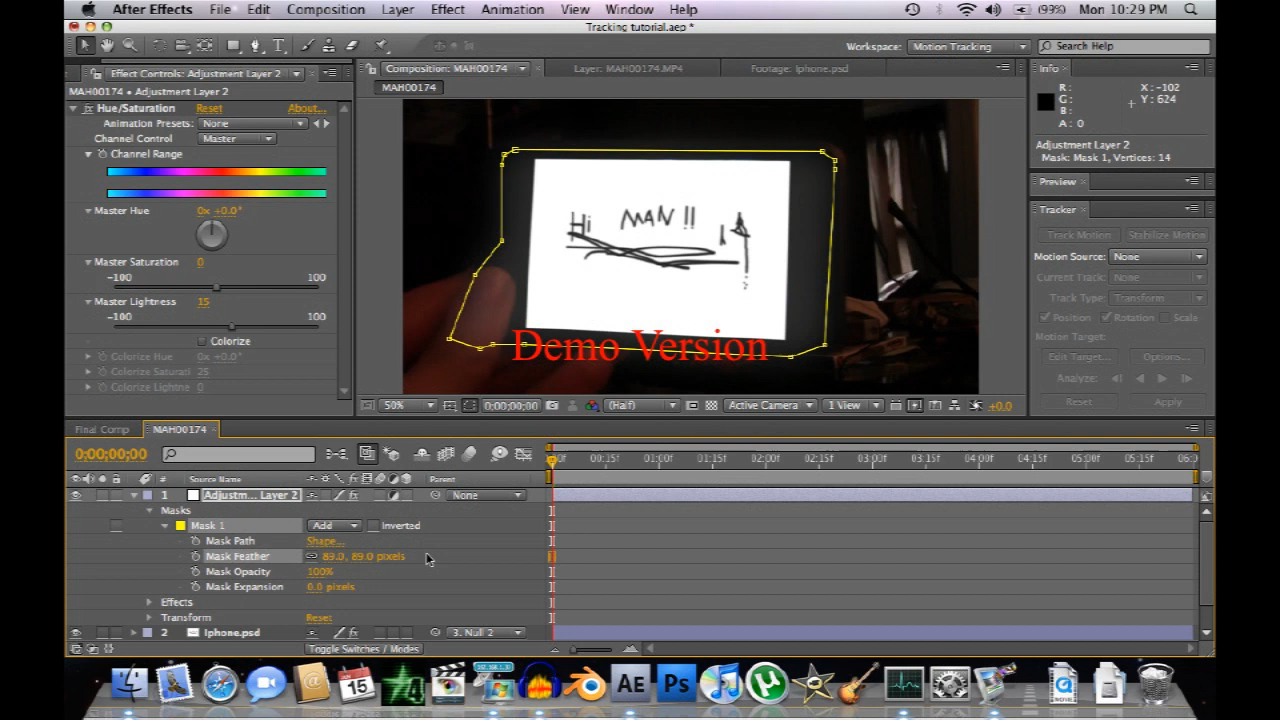 After Effects File Edit Composition Layer Effect Animation View Window Help (99%) Mon 10:29 PM
Tracking tutorial.aep *
Workspace: Motion Tracking Search Help
Effect Controls: Adjustment Layer 2
Composition: MAH00174 Layer: MAH00174.MP4 Footage: Iphone.psd
Info
MAH00174 • Adjustment Layer 2
MAH00174
Hue/Saturation Reset About...
Animation Presets: None
Channel Control: Master
Channel Range
Master Hue 0x +0.0°
Master Saturation 0
-100 100
Master Lightness 15
-100 100
Colorize
Colorize Hue 0x +0.0°
Colorize Saturati 25
Colorize Lightne 0
Hi MAN !!
Demo Version
50% 0;00;00;00 (Half) Active Camera 1 View +0.0
R: X: -102
G: Y: 624
B:
A: 0
Adjustment Layer 2
Mask: Mask 1, Vertices: 14
Preview
Tracker
Track Motion Stabilize Motion
Motion Source: None
Current Track: None
Track Type: Transform
Position Rotation Scale
Motion Target:
Edit Target... Options...
Analyze:
Reset Apply
Final Comp MAH00174
0;00;00;00
00:15f 01:00f 01:15f 02:00f 02:15f 03:00f 03:15f 04:00f 04:15f 05:00f 05:15f
# Source Name Parent
1 Adjustm... Layer 2 None
Masks
Mask 1 Add Inverted
Mask Path Shape...
Mask Feather 89.0, 89.0 pixels
Mask Opacity 100%
Mask Expansion 0.0 pixels
Effects
Transform Reset
2 Iphone.psd 3. Null 2
Toggle Switches / Modes
15
AE Ps